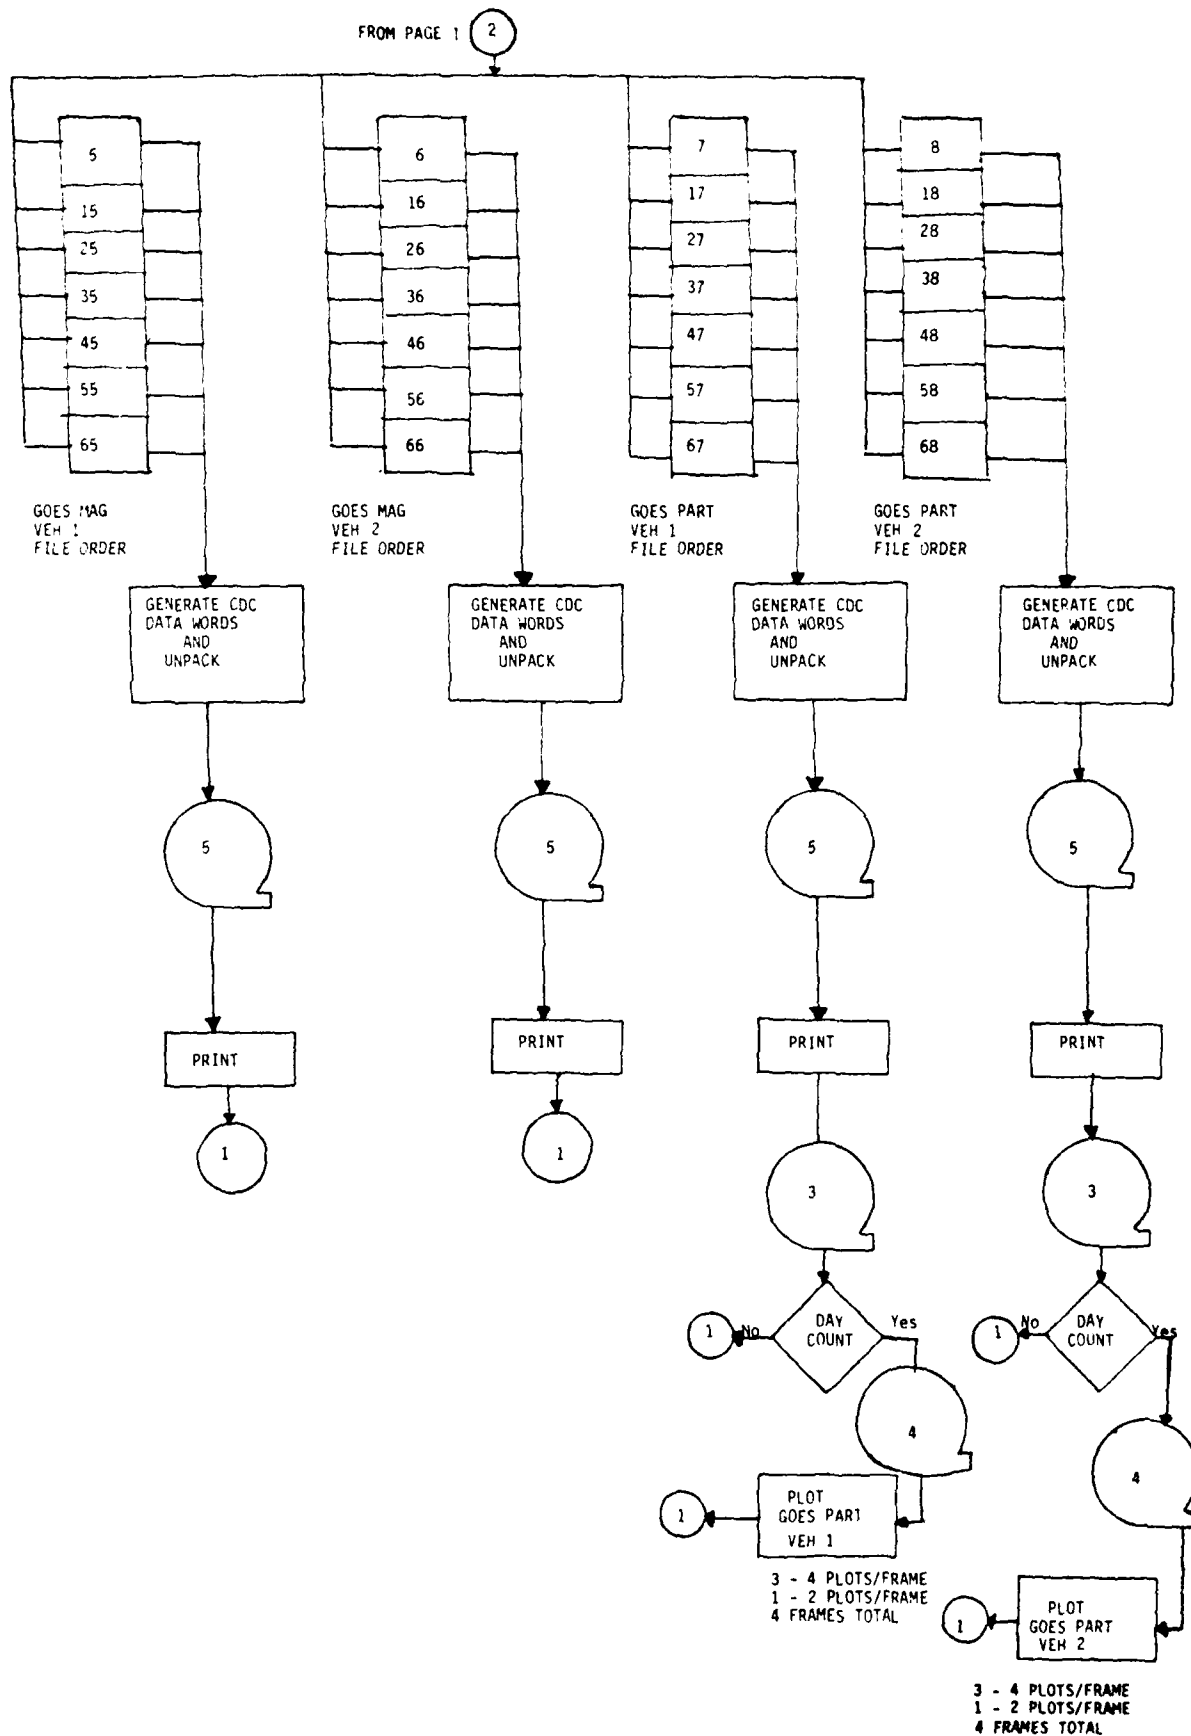 FROM PAGE 1
2
5
15
25
35
45
55
65
6
16
26
36
46
56
66
7
17
27
37
47
57
67
8
18
28
38
48
58
68
GOES MAG
VEH 1
FILE ORDER
GOES MAG
VEH 2
FILE ORDER
GOES PART
VEH 1
FILE ORDER
GOES PART
VEH 2
FILE ORDER
GENERATE CDC
DATA WORDS
AND
UNPACK
GENERATE CDC
DATA WORDS
AND
UNPACK
GENERATE CDC
DATA WORDS
AND
UNPACK
GENERATE CDC
DATA WORDS
AND
UNPACK
5
5
5
5
PRINT
PRINT
PRINT
PRINT
1
1
3
3
1
No
DAY
COUNT
Yes
1
No
DAY
COUNT
Yes
4
4
1
PLOT
GOES PART
VEH 1
3 - 4 PLOTS/FRAME
1 - 2 PLOTS/FRAME
4 FRAMES TOTAL
1
PLOT
GOES PART
VEH 2
3 - 4 PLOTS/FRAME
1 - 2 PLOTS/FRAME
4 FRAMES TOTAL